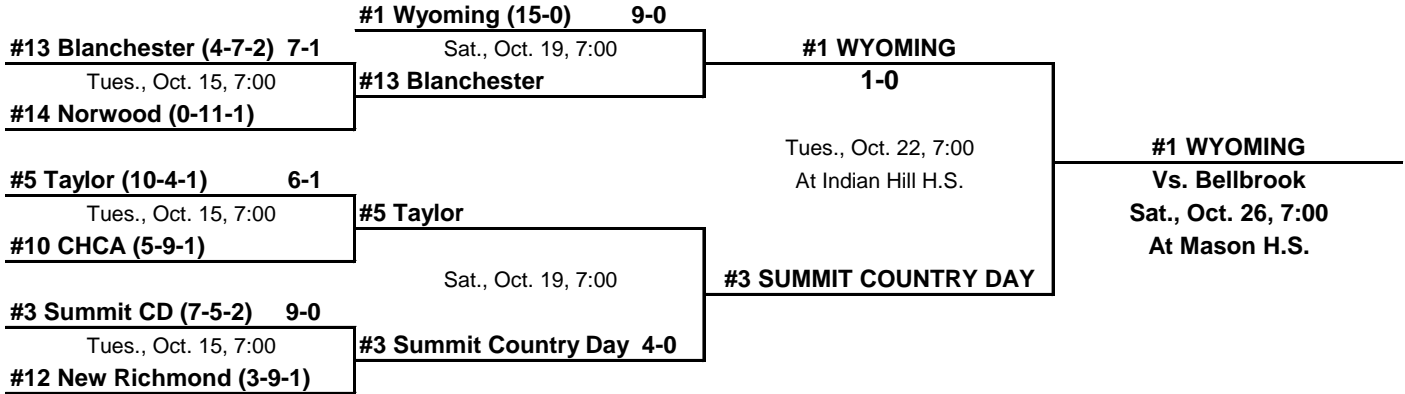 #1 Wyoming (15-0) 9-0
#13 Blanchester (4-7-2) 7-1
Sat., Oct. 19, 7:00
#1 WYOMING
Tues., Oct. 15, 7:00
#13 Blanchester
1-0
#14 Norwood (0-11-1)
Tues., Oct. 22, 7:00
#1 WYOMING
#5 Taylor (10-4-1) 6-1
At Indian Hill H.S.
Vs. Bellbrook
Tues., Oct. 15, 7:00
#5 Taylor
Sat., Oct. 26, 7:00
#10 CHCA (5-9-1)
At Mason H.S.
Sat., Oct. 19, 7:00
#3 SUMMIT COUNTRY DAY
#3 Summit CD (7-5-2) 9-0
Tues., Oct. 15, 7:00
#3 Summit Country Day 4-0
#12 New Richmond (3-9-1)